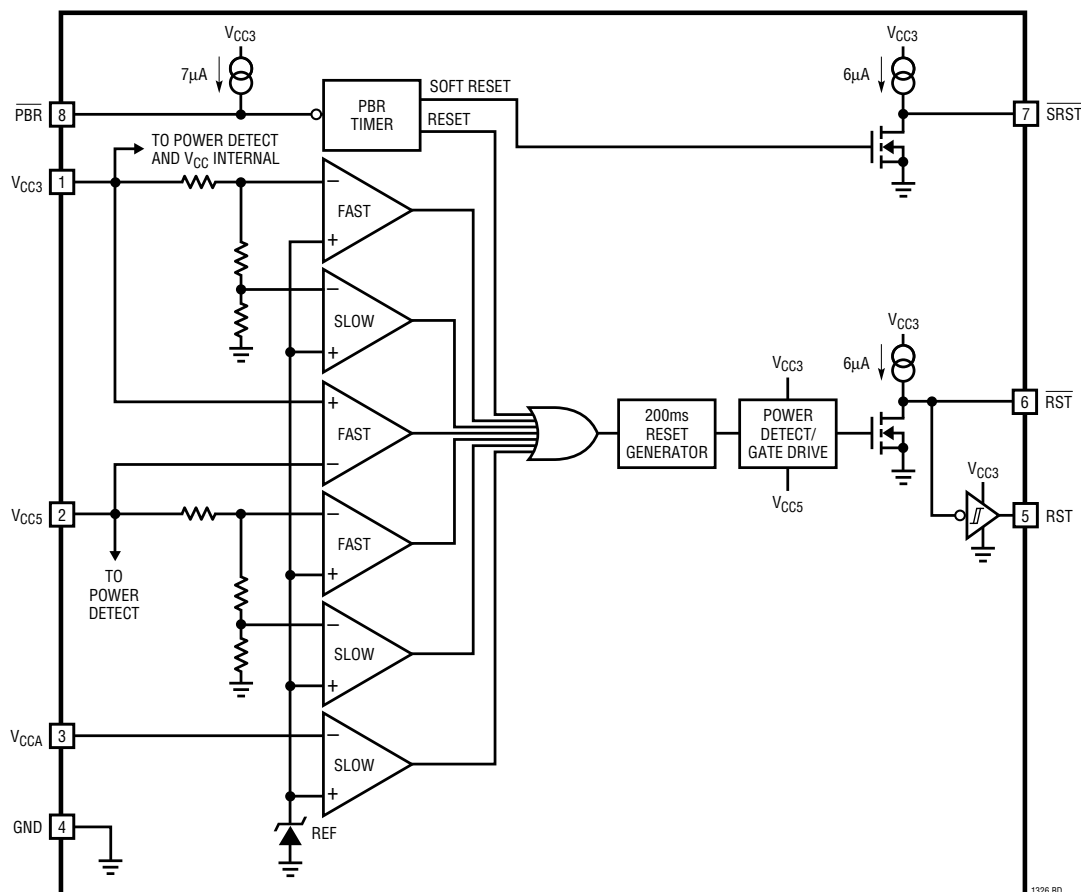 VCC3
7µA
PBR
8
PBR
TIMER
SOFT RESET
RESET
VCC3
6µA
7
SRST
TO POWER DETECT
AND VCC INTERNAL
VCC3
1
–
FAST
+
–
SLOW
+
+
FAST
–
VCC5
2
TO
POWER
DETECT
–
FAST
+
–
SLOW
+
VCCA
3
–
SLOW
+
GND
4
REF
200ms
RESET
GENERATOR
VCC3
POWER
DETECT/
GATE DRIVE
VCC5
VCC3
6µA
6
RST
VCC3
5
RST
1326 BD